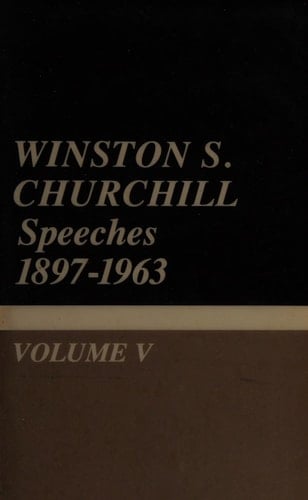 WINSTON S.
CHURCHILL
Speeches
1897-1963
VOLUME V